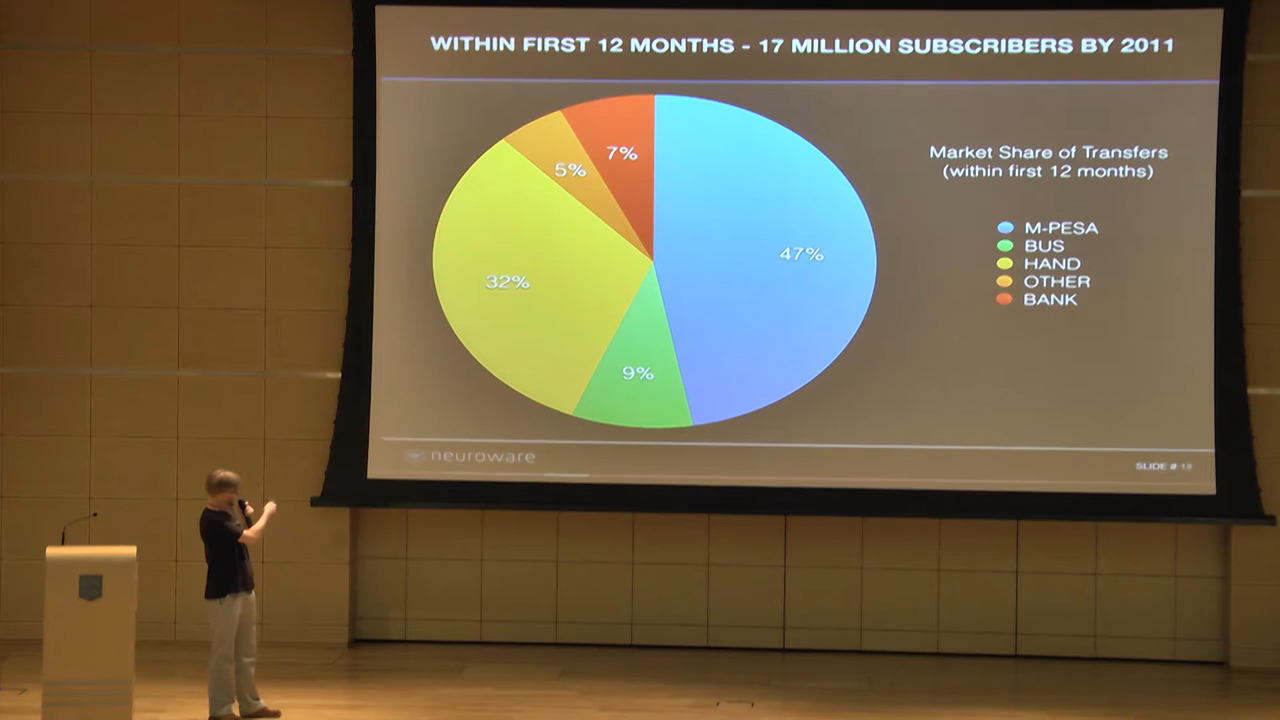 WITHIN FIRST 12 MONTHS - 17 MILLION SUBSCRIBERS BY 2011
7%
5%
47%
32%
9%
Market Share of Transfers
(within first 12 months)
M-PESA
BUS
HAND
OTHER
BANK
neuroware
SLIDE # 18